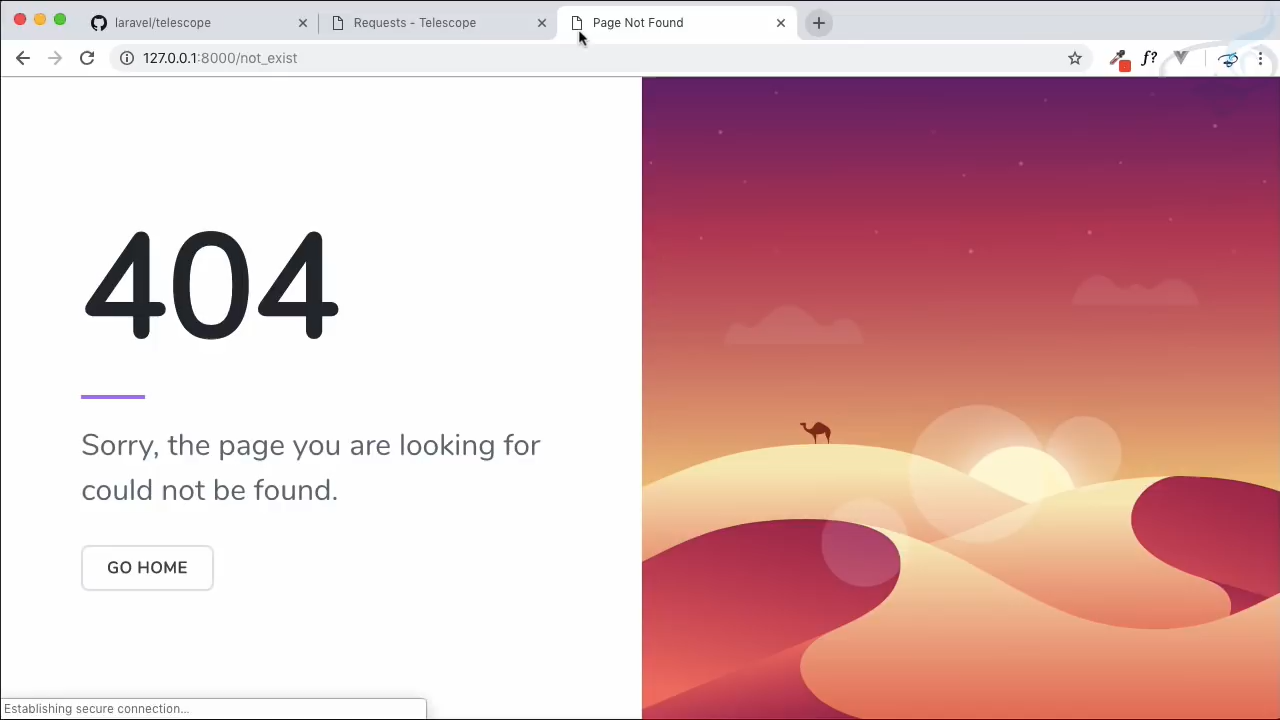 laravel/telescope
Requests - Telescope
Page Not Found
127.0.0.1:8000/not_exist
f?
404
Sorry, the page you are looking for
could not be found.
GO HOME
Establishing secure connection...